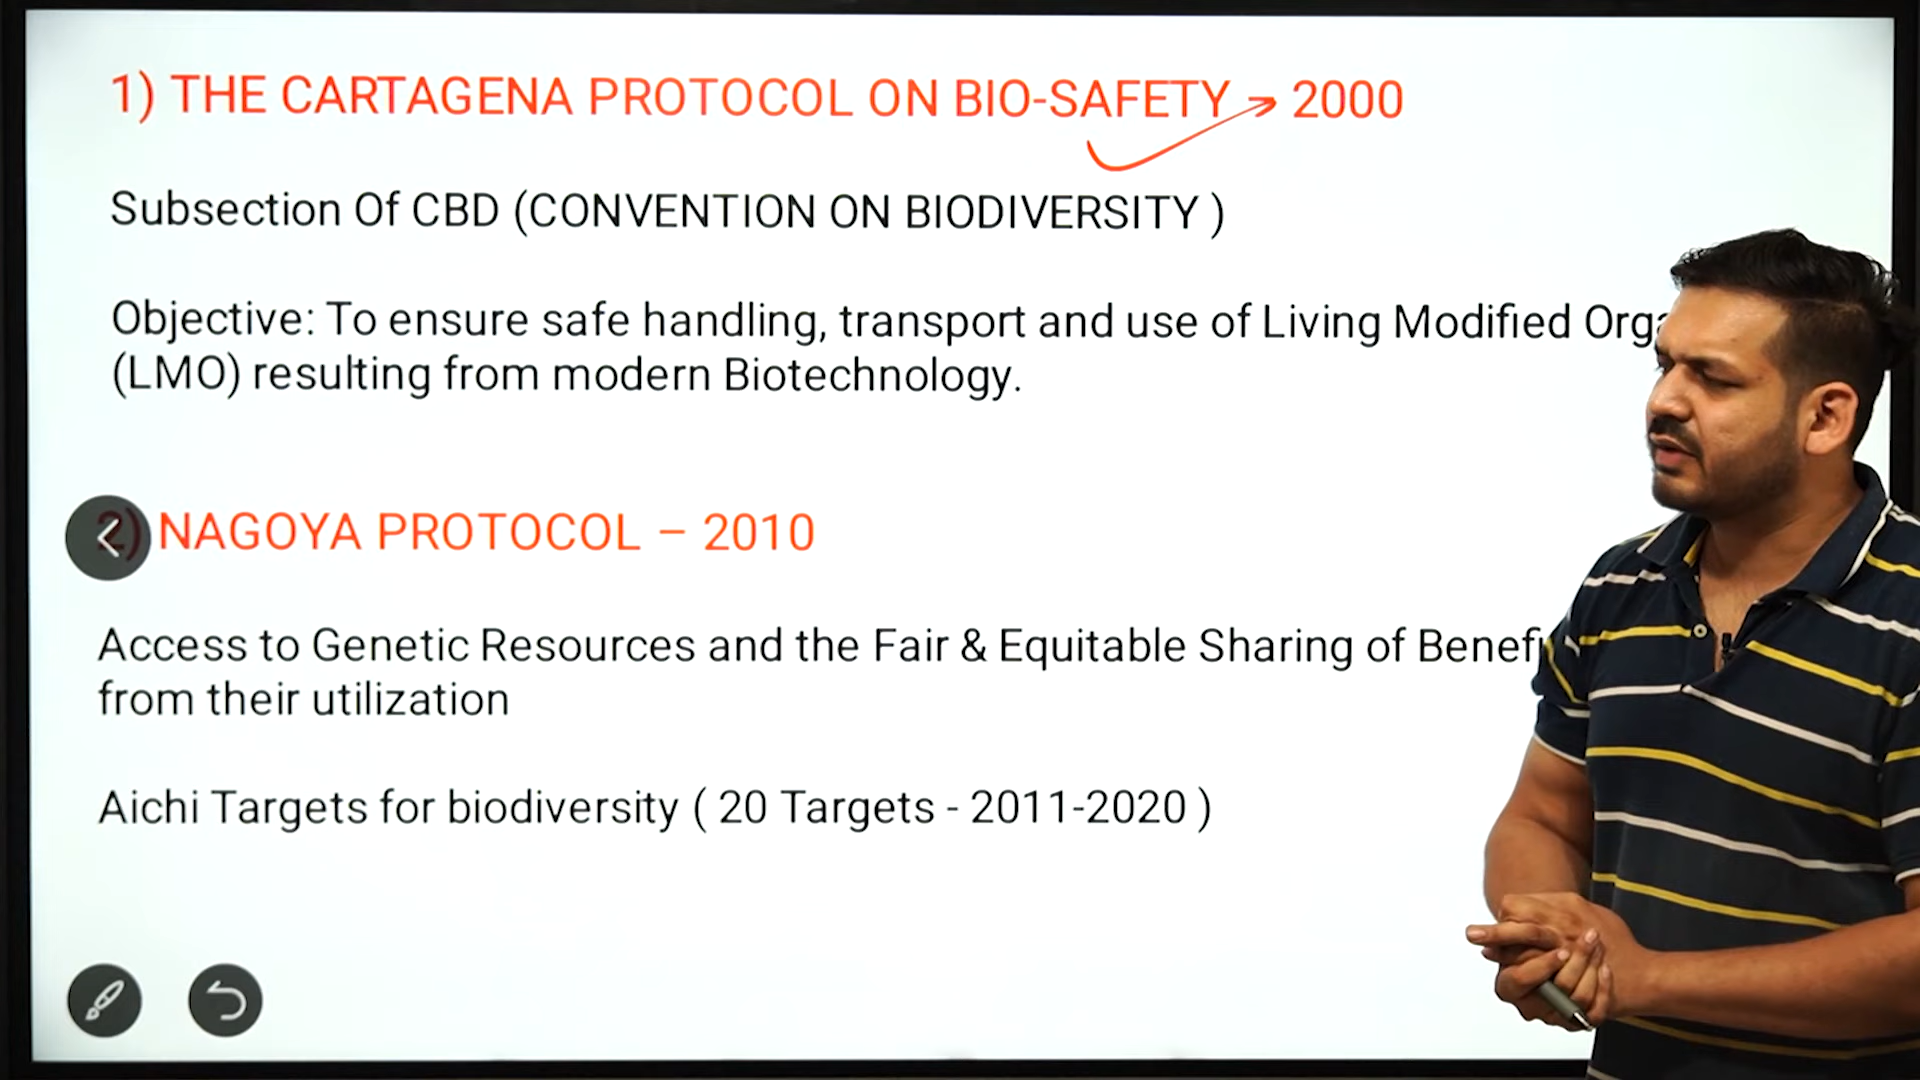 1) THE CARTAGENA PROTOCOL ON BIO-SAFETY → 2000
Subsection Of CBD (CONVENTION ON BIODIVERSITY )
Objective: To ensure safe handling, transport and use of Living Modified
(LMO) resulting from modern Biotechnology.
2) NAGOYA PROTOCOL – 2010
Access to Genetic Resources and the Fair & Equitable Sharing of
from their utilization
Aichi Targets for biodiversity ( 20 Targets - 2011-2020 )